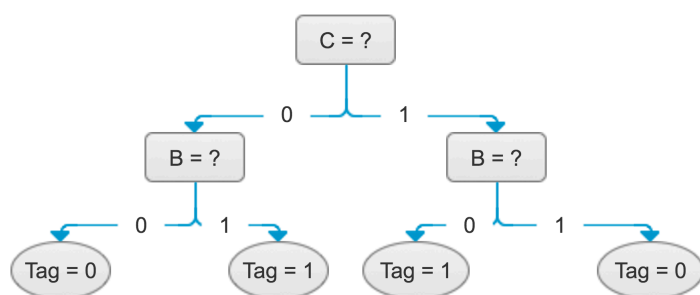 C = ?
0 1
B = ? B = ?
0 1 0 1
Tag = 0 Tag = 1 Tag = 1 Tag = 0